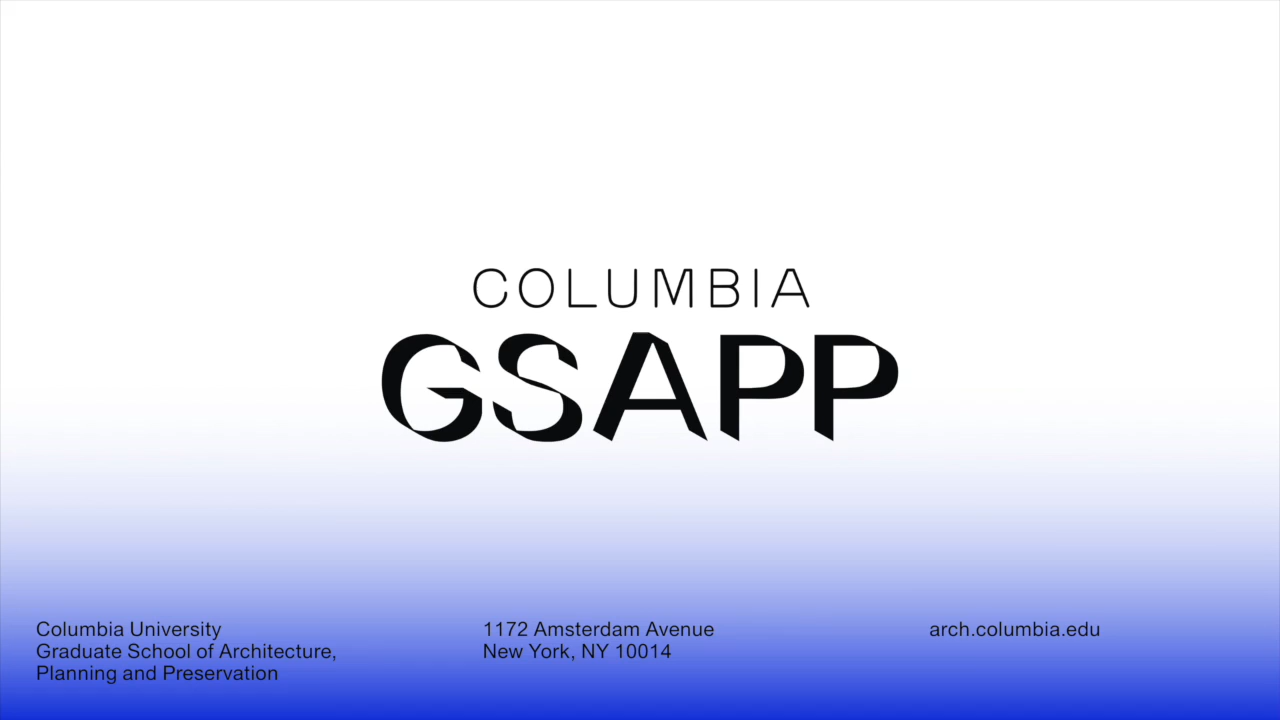 COLUMBIA
GSAPP
Columbia University
Graduate School of Architecture,
Planning and Preservation
1172 Amsterdam Avenue
New York, NY 10014
arch.columbia.edu